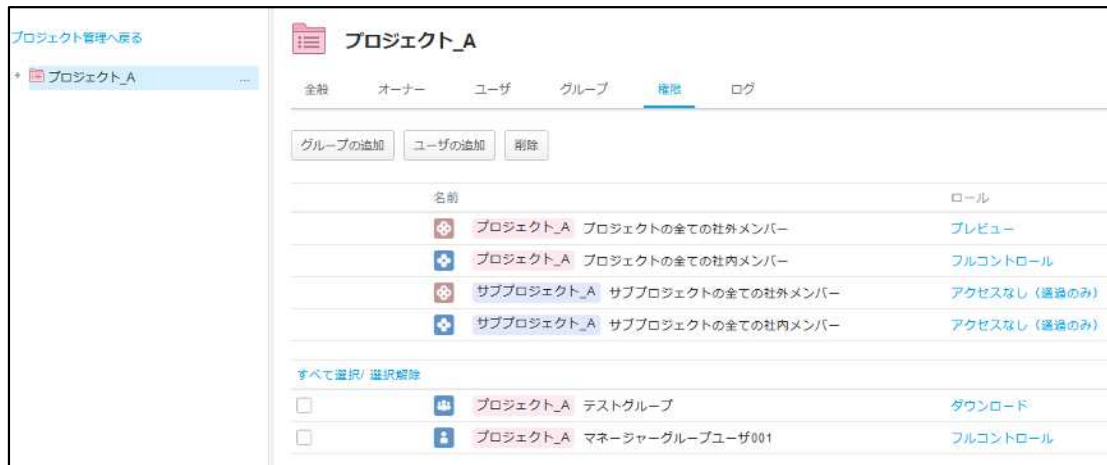 プロジェクト管理へ戻る
プロジェクト_A ...
プロジェクト_A
全般 オーナー ユーザ グループ 権限 ログ
グループの追加 ユーザの追加 削除
名前 ロール
プロジェクト_A プロジェクトの全ての社外メンバー プレビュー
プロジェクト_A プロジェクトの全ての社内メンバー フルコントロール
サブプロジェクト_A サブプロジェクトの全ての社外メンバー アクセスなし（通過のみ）
サブプロジェクト_A サブプロジェクトの全ての社内メンバー アクセスなし（通過のみ）
すべて選択/ 選択解除
プロジェクト_A テストグループ ダウンロード
プロジェクト_A マネージャーグループユーザ001 フルコントロール